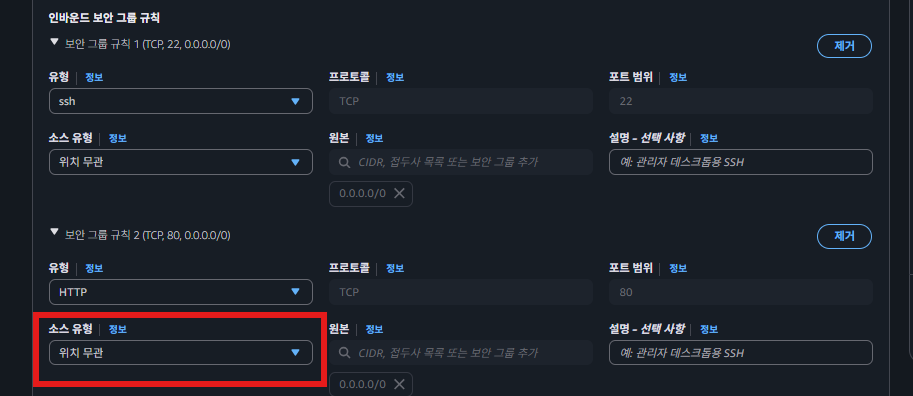 인바운드 보안 그룹 규칙
보안 그룹 규칙 1 (TCP, 22, 0.0.0.0/0)
제거
유형 정보 프로토콜 정보 포트 범위 정보
ssh TCP 22
소스 유형 정보 원본 정보 설명 - 선택 사항 정보
위치 무관 CIDR, 접두사 목록 또는 보안 그룹 추가 예: 관리자 데스크톱용 SSH
0.0.0.0/0
보안 그룹 규칙 2 (TCP, 80, 0.0.0.0/0)
제거
유형 정보 프로토콜 정보 포트 범위 정보
HTTP TCP 80
소스 유형 정보 원본 정보 설명 - 선택 사항 정보
위치 무관 CIDR, 접두사 목록 또는 보안 그룹 추가 예: 관리자 데스크톱용 SSH
0.0.0.0/0